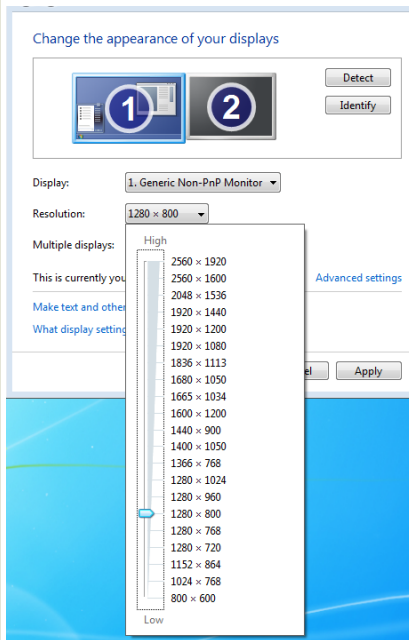 Change the appearance of your displays
1
2
Detect
Identify
Display:
1. Generic Non-PnP Monitor
Resolution:
1280 × 800
Multiple displays:
High
This is currently you
Advanced settings
Make text and other
What display setting
2560 × 1920
2560 × 1600
2048 × 1536
1920 × 1440
1920 × 1200
1920 × 1080
1836 × 1113
1680 × 1050
1665 × 1034
1600 × 1200
1440 × 900
1400 × 1050
1366 × 768
1280 × 1024
1280 × 960
1280 × 800
1280 × 768
1280 × 720
1152 × 864
1024 × 768
800 × 600
Low
el
Apply